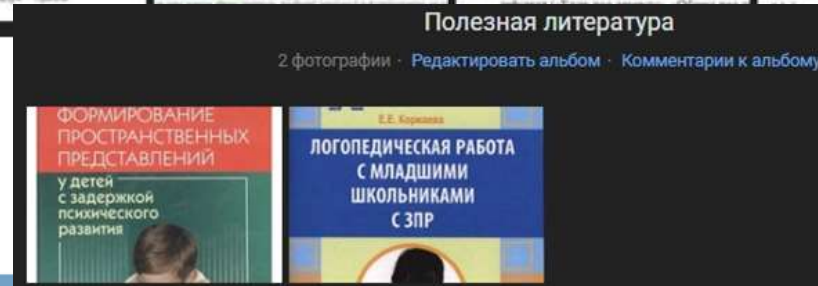 Полезная литература
2 фотографии · Редактировать альбом · Комментарии к альбому
ФОРМИРОВАНИЕ
ПРОСТРАНСТВЕННЫХ
ПРЕДСТАВЛЕНИЙ
у детей
с задержкой
психического
развития
ЛОГОПЕДИЧЕСКАЯ РАБОТА
С МЛАДШИМИ
ШКОЛЬНИКАМИ
С ЗПР